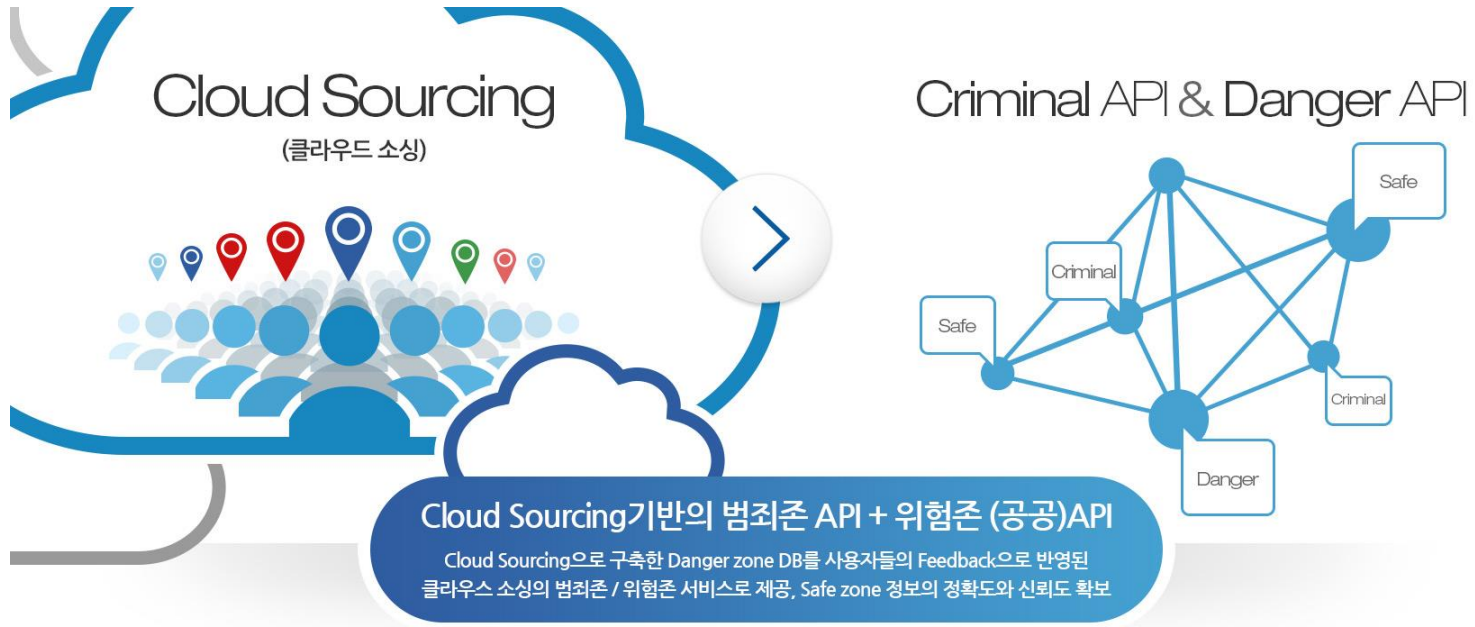 Cloud Sourcing
(클라우드 소싱)
Criminal API & Danger API
Safe
Criminal
Safe
Criminal
Danger
Cloud Sourcing기반의 범죄존 API + 위험존 (공공)API
Cloud Sourcing으로 구축한 Danger zone DB를 사용자들의 Feedback으로 반영된
클라우스 소싱의 범죄존 / 위험존 서비스로 제공, Safe zone 정보의 정확도와 신뢰도 확보